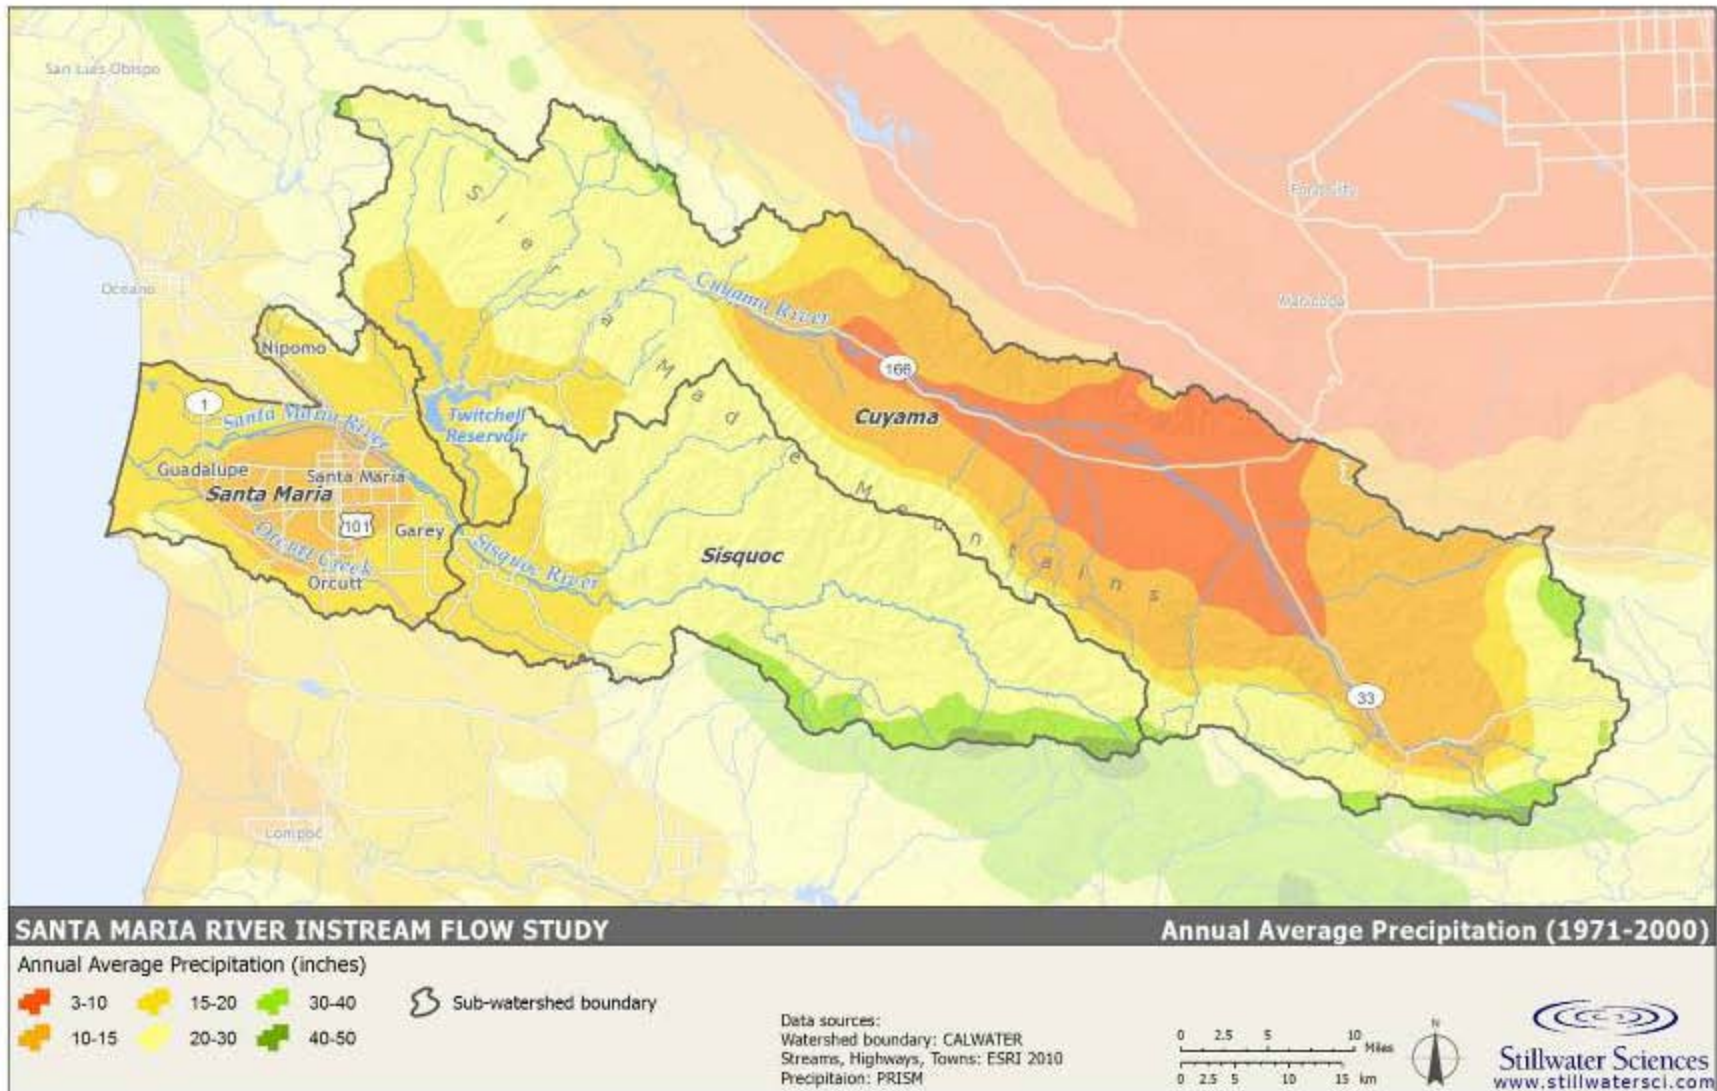 San Luis Obispo
Oceano
Nipomo
1
Santa Maria River
Guadalupe
Santa Maria
Santa Maria
101
Garey
Orcutt Creek
Orcutt
Sisquoc River
Twitchell
Reservoir
Sierra Madre Mountains
Cuyama River
166
Cuyama
Sisquoc
33
Ford City
Maricopa
Lompoc
SANTA MARIA RIVER INSTREAM FLOW STUDY
Annual Average Precipitation (1971-2000)
Annual Average Precipitation (inches)
3-10
15-20
30-40
10-15
20-30
40-50
Sub-watershed boundary
Data sources:
Watershed boundary: CALWATER
Streams, Highways, Towns: ESRI 2010
Precipitaion: PRISM
0 2.5 5 10 Miles
0 2.5 5 10 15 km
N
Stillwater Sciences
www.stillwatersci.com